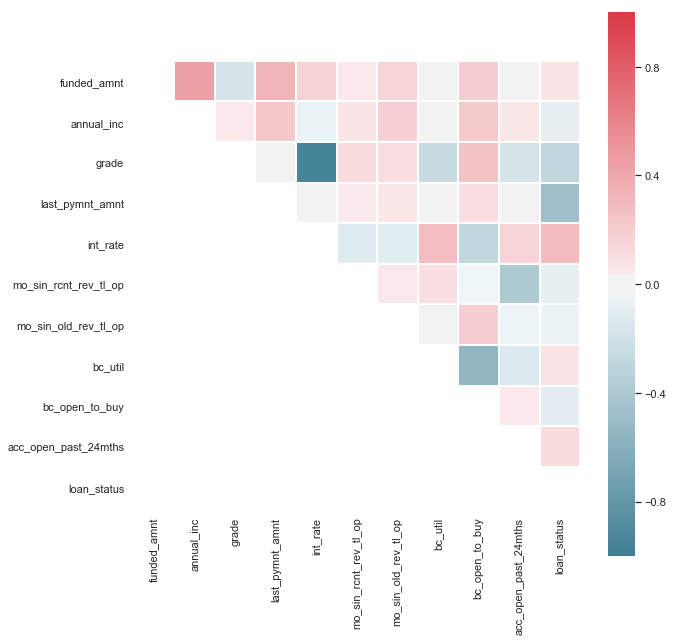 funded_amnt
annual_inc
grade
last_pymnt_amnt
int_rate
mo_sin_rcnt_rev_tl_op
mo_sin_old_rev_tl_op
bc_util
bc_open_to_buy
acc_open_past_24mths
loan_status
funded_amnt
annual_inc
grade
last_pymnt_amnt
int_rate
mo_sin_rcnt_rev_tl_op
mo_sin_old_rev_tl_op
bc_util
bc_open_to_buy
acc_open_past_24mths
loan_status
0.8
0.4
0.0
−0.4
−0.8